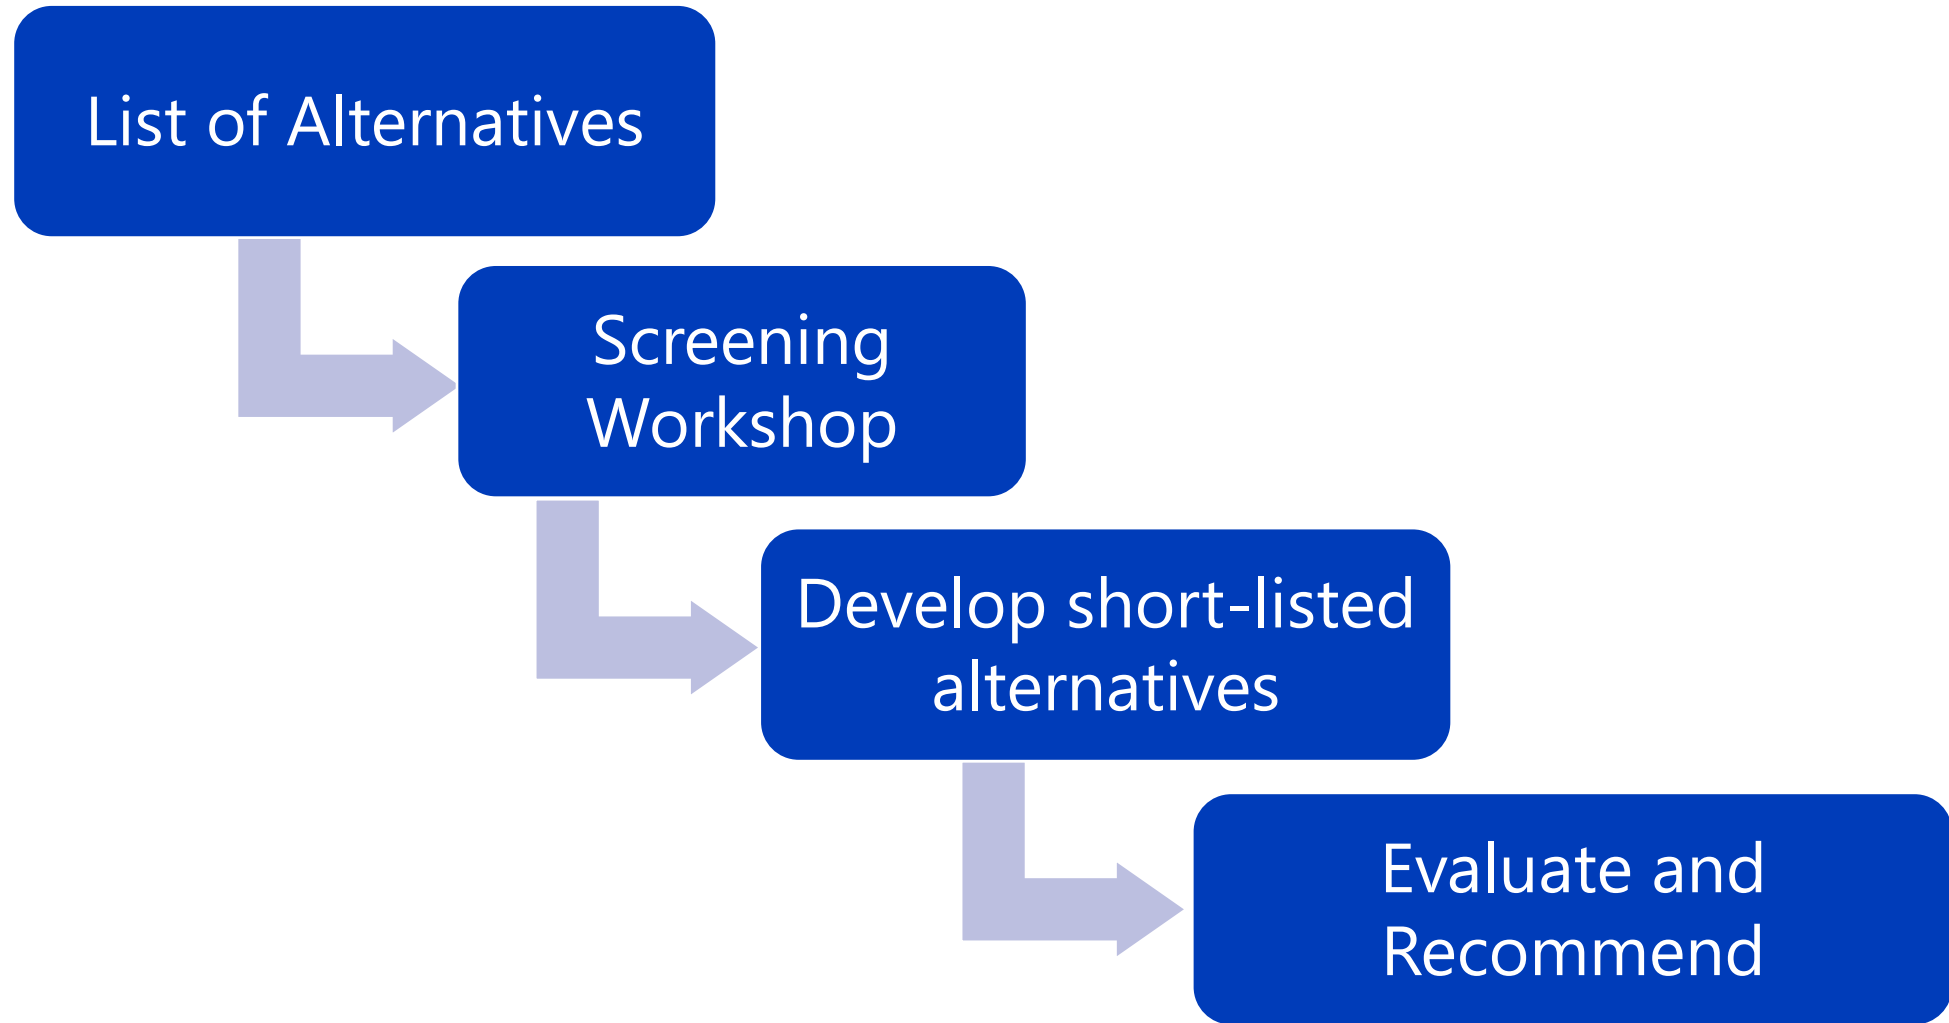 List of Alternatives
Screening
Workshop
Develop short-listed
alternatives
Evaluate and
Recommend